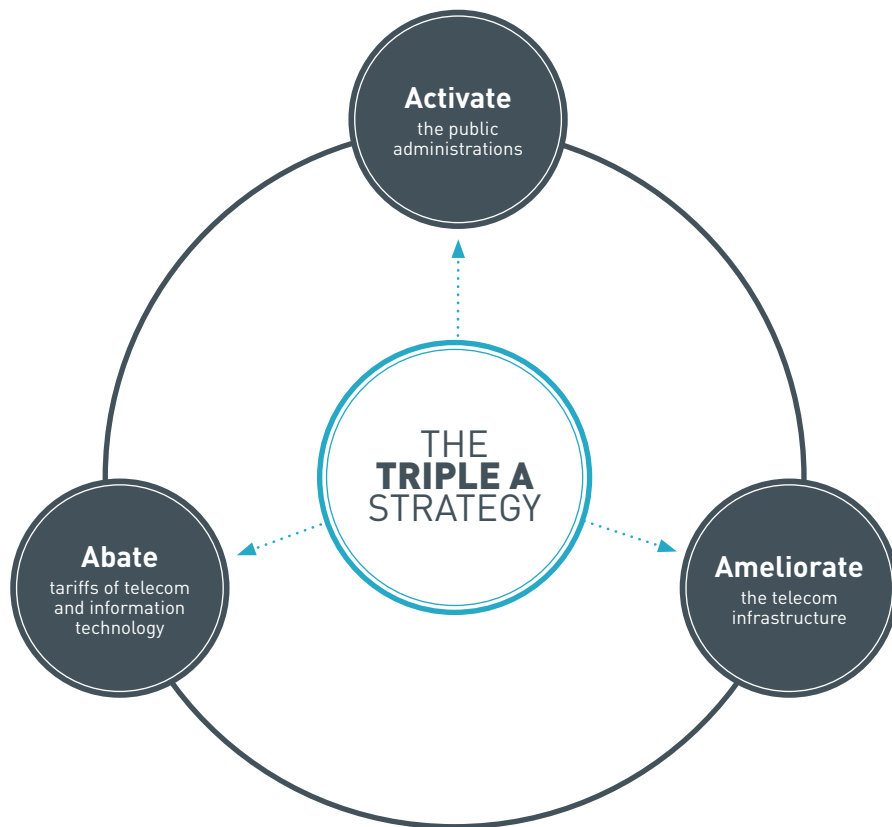 Activate
the public
administrations
THE
TRIPLE A
STRATEGY
Abate
tariffs of telecom
and information
technology
Ameliorate
the telecom
infrastructure